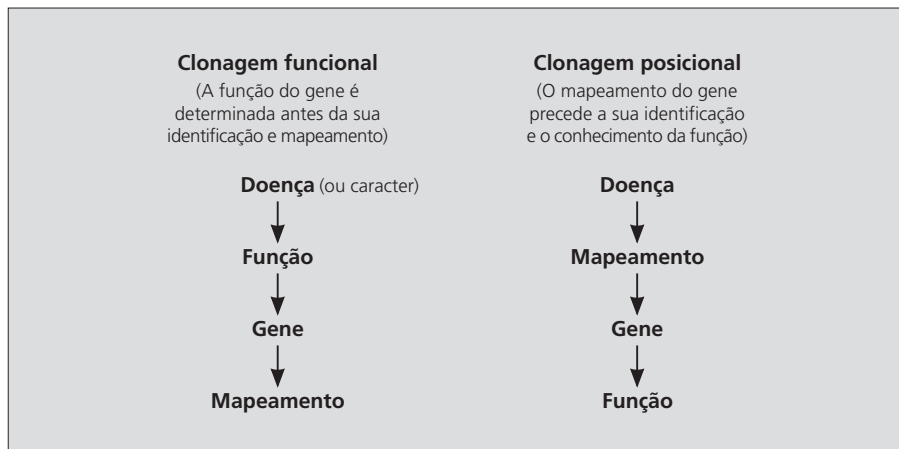 Clonagem funcional
(A função do gene é
determinada antes da sua
identificação e mapeamento)
Doença (ou caracter)
Função
Gene
Mapeamento
Clonagem posicional
(O mapeamento do gene
precede a sua identificação
e o conhecimento da função)
Doença
Mapeamento
Gene
Função